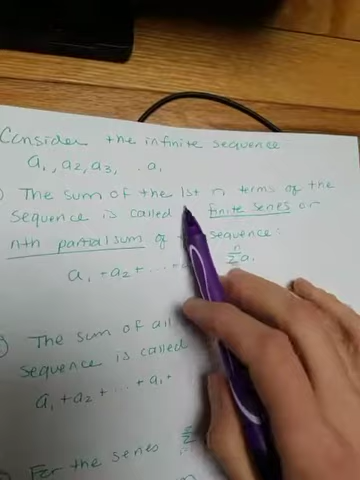 Consider the infinite sequence
a1, a2, a3, . ai
) The sum of the 1st n terms of the
sequence is called finite series or
nth partial sum of sequence:
a1 + a2 + ... + n Σ ai
) The sum of all
sequence is called
a1 + a2 + ... + ai +
For the series Σ